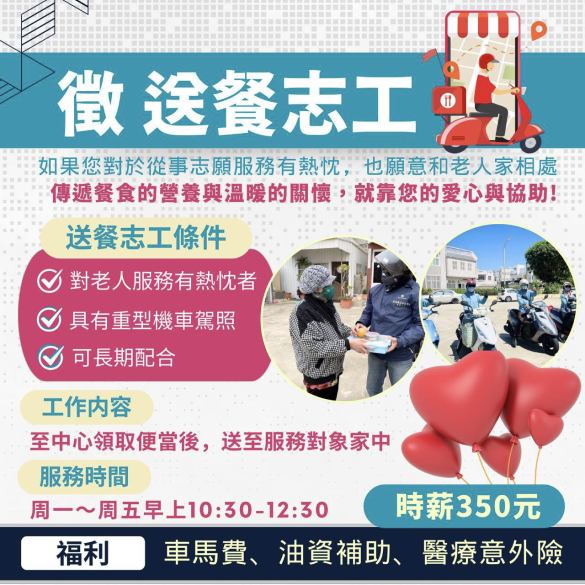 徵 送餐志工
如果您對於從事志願服務有熱忱，也願意和老人家相處
傳遞餐食的營養與溫暖的關懷，就靠您的愛心與協助!
送餐志工條件
對老人服務有熱忱者
具有重型機車駕照
可長期配合
工作內容
至中心領取便當後，送至服務對象家中
服務時間
周一～周五早上10:30-12:30
時薪350元
福利
車馬費、油資補助、醫療意外險